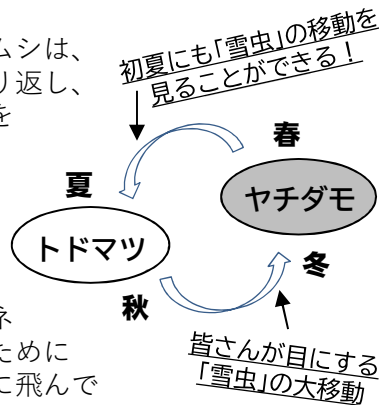 ムシは、
り返し、
を
初夏にも「雪虫」の移動を
見ることができる！
春
夏
ヤチダモ
トドマツ
冬
秋
ネ
ために
に飛んで
皆さんが目にする
「雪虫」の大移動